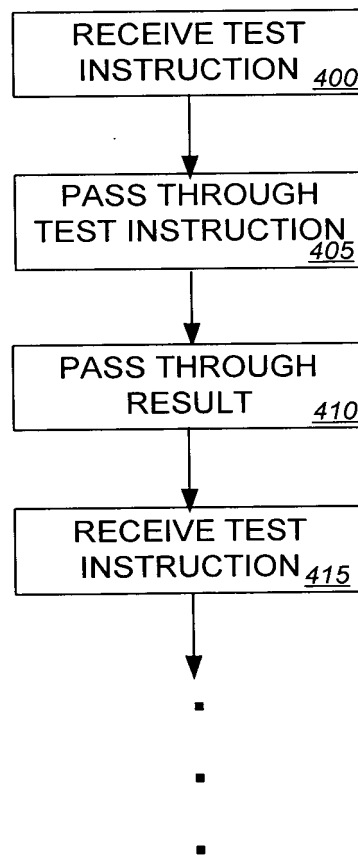 RECEIVE TEST
INSTRUCTION 400
PASS THROUGH
TEST INSTRUCTION
405
PASS THROUGH
RESULT
410
RECEIVE TEST
INSTRUCTION 415